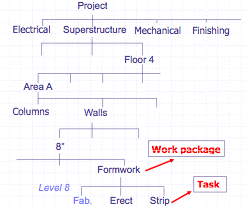 Project
Electrical Superstructure Mechanical Finishing
Floor 4
Area A
Columns Walls
8"
Work package
Formwork
Level 8
Task
Fab. Erect Strip